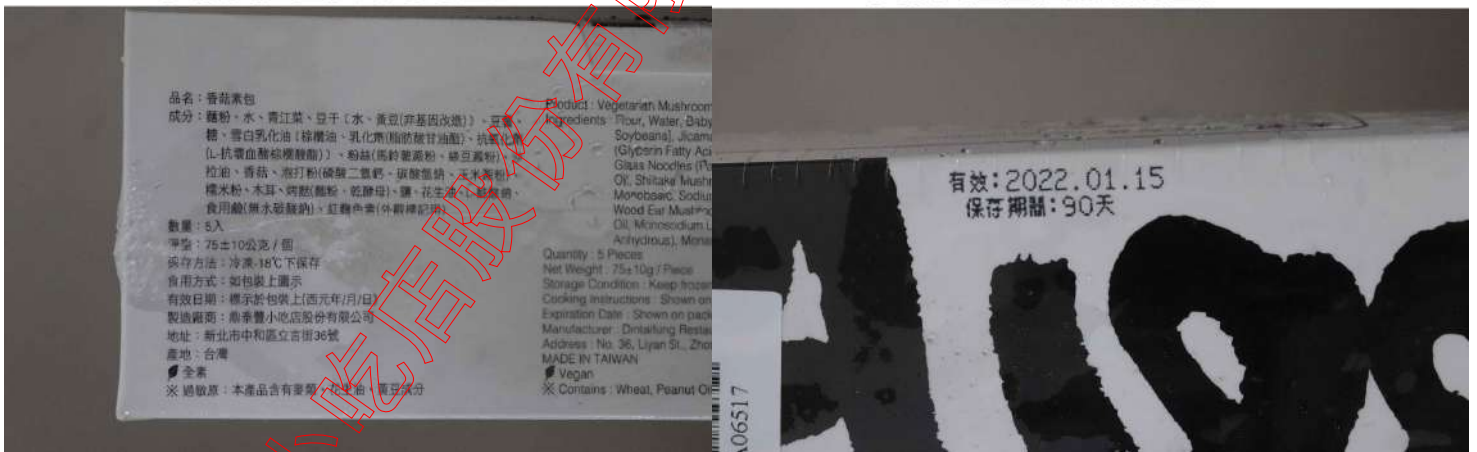 品名：香菇素包
成分：麵粉、水、青江菜、豆干〔水、黃豆(非基因改造)〕、豆薯、
糖、雪白乳化油〔棕櫚油、乳化劑(脂肪酸甘油酯)、抗氧化劑
(L-抗壞血酸棕櫚酸酯)〕、粉絲(馬鈴薯澱粉、綠豆澱粉)、
拉油、香菇、泡打粉(磷酸二氫鈣、碳酸氫鈉、玉米澱粉)、
糯米粉、木耳、烤麩(麵粉、乾酵母)、鹽、花生油、L-麩酸鈉、
食用鹼(無水碳酸鈉)、紅麴色素(外觀標記用)
數量：5入
淨重：75±10公克 / 個
保存方法：冷凍-18℃下保存
食用方式：如包裝上圖示
有效日期：標示於包裝上(西元年/月/日)
製造廠商：鼎泰豐小吃店股份有限公司
地址：新北市中和區立言街36號
產地：台灣
全素
※ 過敏原：本產品含有麥類、花生油、黃豆成分
Product : Vegetarian Mushroom
Ingredients : Flour, Water, Baby
Soybeans), Jicama
(Glycerin Fatty Aci
Glass Noodles (Po
Oil, Shiitake Mushr
Monobasic, Sodiu
Wood Ear Mushroo
Oil, Monosodium L
Anhydrous), Mona
Quantity : 5 Pieces
Net Weight : 75±10g / Piece
Storage Condition : Keep frozen
Cooking Instructions : Shown on
Expiration Date : Shown on pack
Manufacturer : Dintaifung Restau
Address : No. 36, Liyan St., Zho
MADE IN TAIWAN
Vegan
※ Contains : Wheat, Peanut O
有效:2022.01.15
保存期間:90天
A06517
小吃店股份有